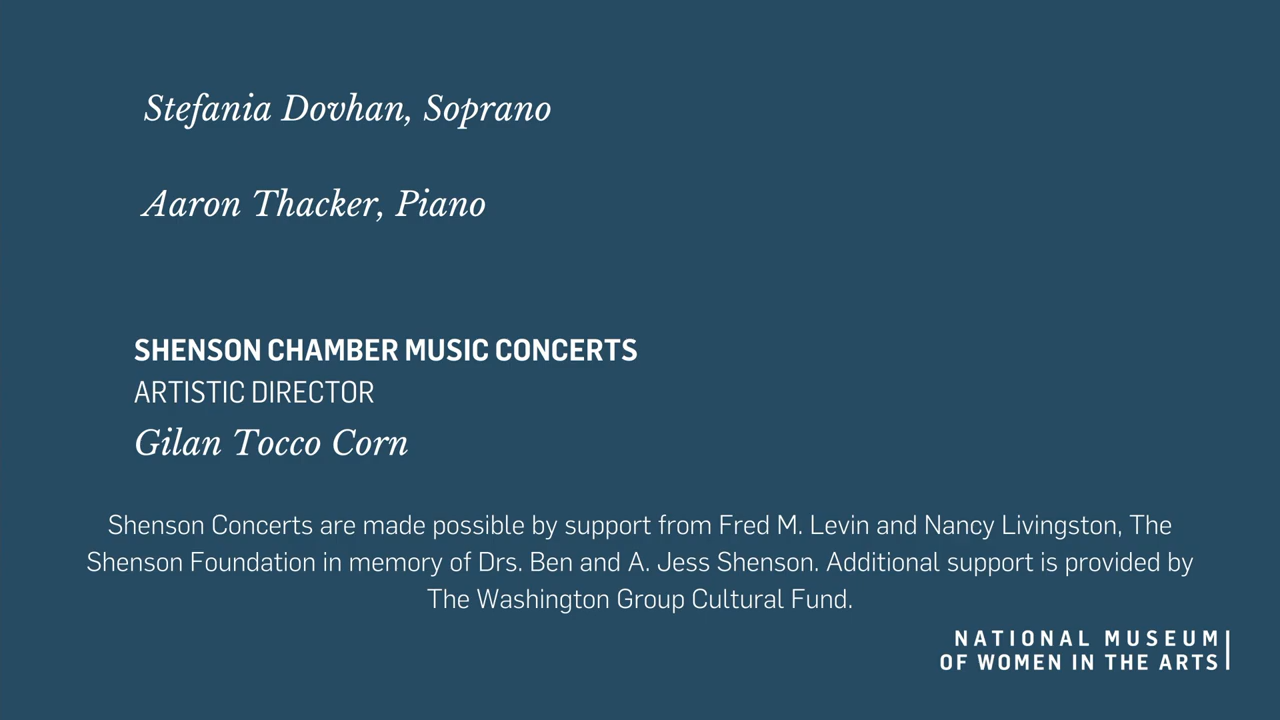 Stefania Dovhan, Soprano
Aaron Thacker, Piano
SHENSON CHAMBER MUSIC CONCERTS
ARTISTIC DIRECTOR
Gilan Tocco Corn
Shenson Concerts are made possible by support from Fred M. Levin and Nancy Livingston, The
Shenson Foundation in memory of Drs. Ben and A. Jess Shenson. Additional support is provided by
The Washington Group Cultural Fund.
NATIONAL MUSEUM
OF WOMEN IN THE ARTS